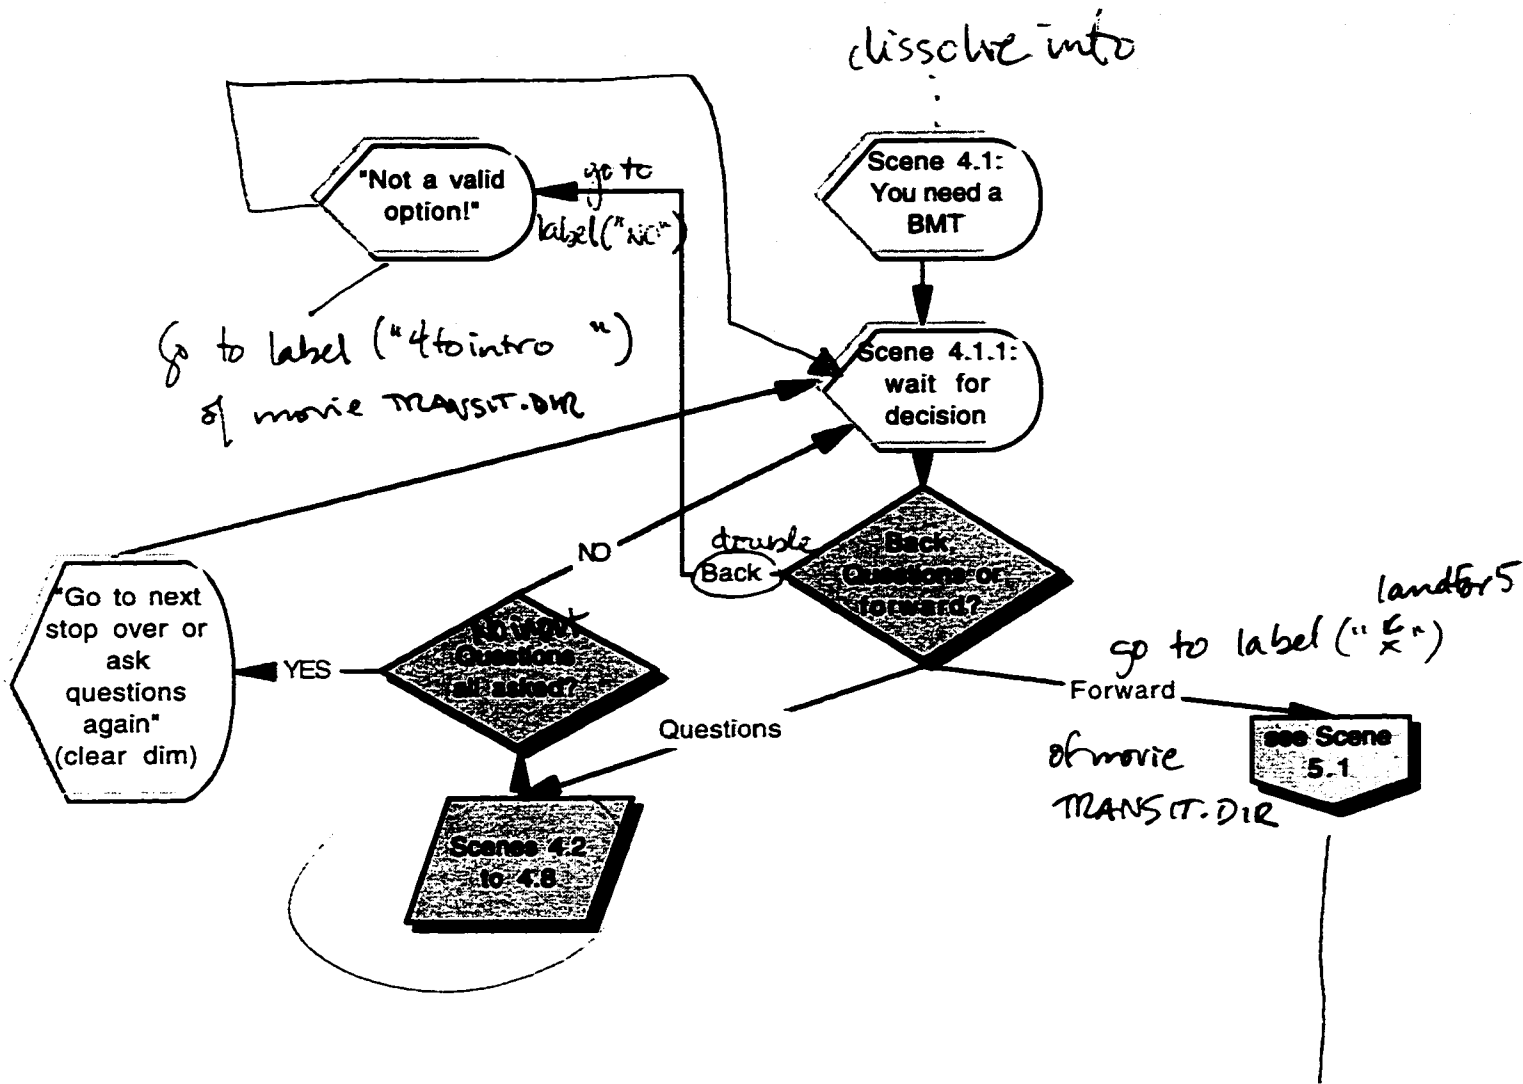 dissolve into
"Not a valid
option!"
go to
label("NO")
Scene 4.1:
You need a
BMT
Go to label ("4tointro ")
of movie TRANSIT.DIR
Scene 4.1.1:
wait for
decision
NO
double
Back
Back,
Questions or
forward?
landfor5
go to label (" ")
Forward
"Go to next
stop over or
ask
questions
again"
(clear dim)
YES
Questions
all asked?
Questions
of movie
TRANSIT.DIR
see Scene
5.1
Scenes 4.2
to 4.8